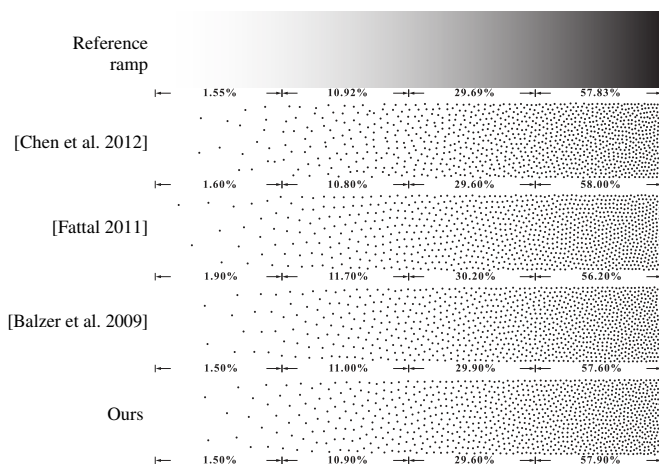 Reference
ramp
1.55% 10.92% 29.69% 57.83%
[Chen et al. 2012]
1.60% 10.80% 29.60% 58.00%
[Fattal 2011]
1.90% 11.70% 30.20% 56.20%
[Balzer et al. 2009]
1.50% 11.00% 29.90% 57.60%
Ours
1.50% 10.90% 29.60% 57.90%